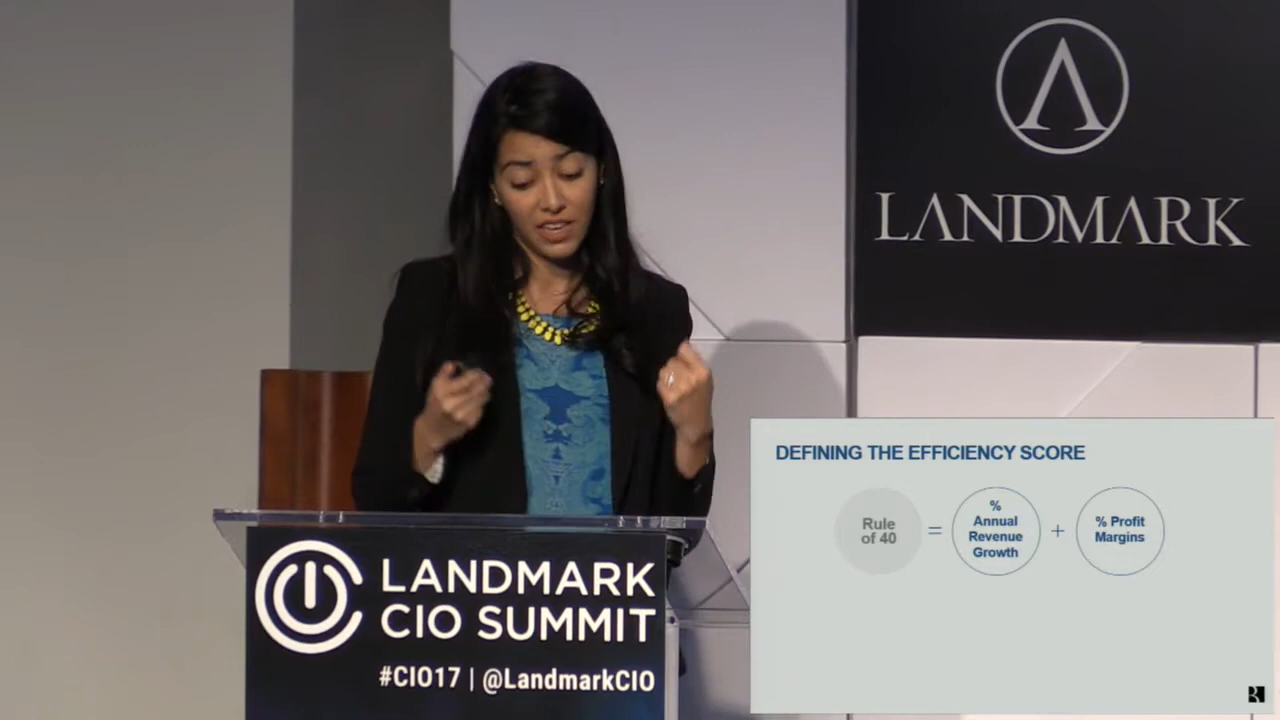 LANDMARK
DEFINING THE EFFICIENCY SCORE
Rule
of 40
=
%
Annual
Revenue
Growth
+
% Profit
Margins
LANDMARK
CIO SUMMIT
#CIO17 | @LandmarkCIO